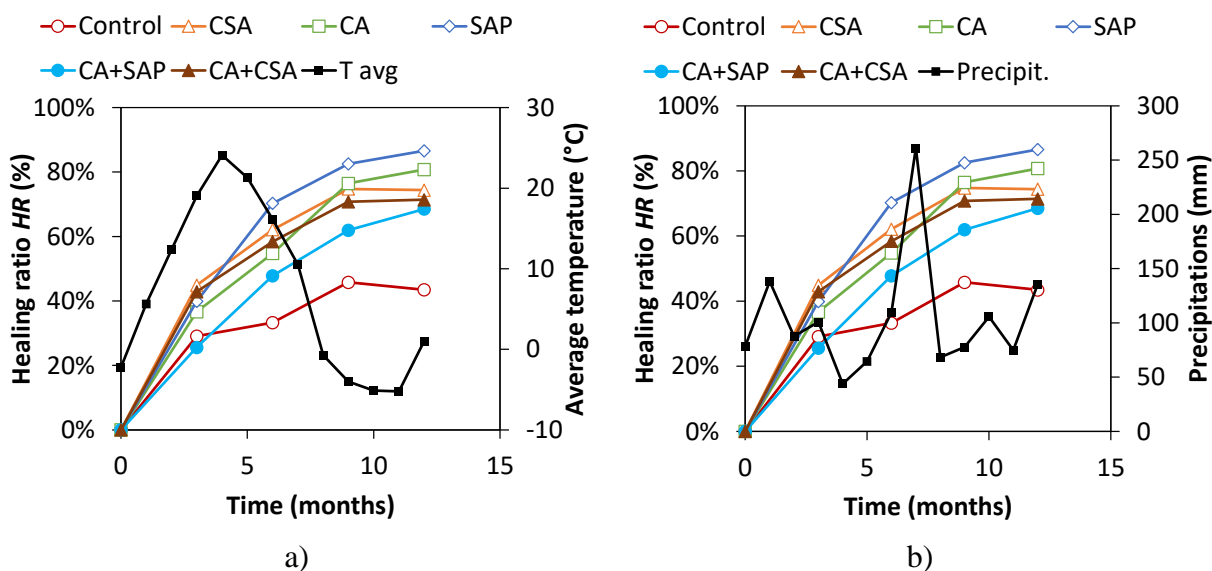 Control CSA CA SAP
CA+SAP CA+CSA T avg
100%
80%
60%
40%
20%
0%
Healing ratio HR (%)
30
20
10
0
-10
Average temperature (°C)
0 5 10 15
Time (months)
a)
Control CSA CA SAP
CA+SAP CA+CSA Precipit.
100%
80%
60%
40%
20%
0%
Healing ratio HR (%)
300
250
200
150
100
50
0
Precipitations (mm)
0 5 10 15
Time (months)
b)